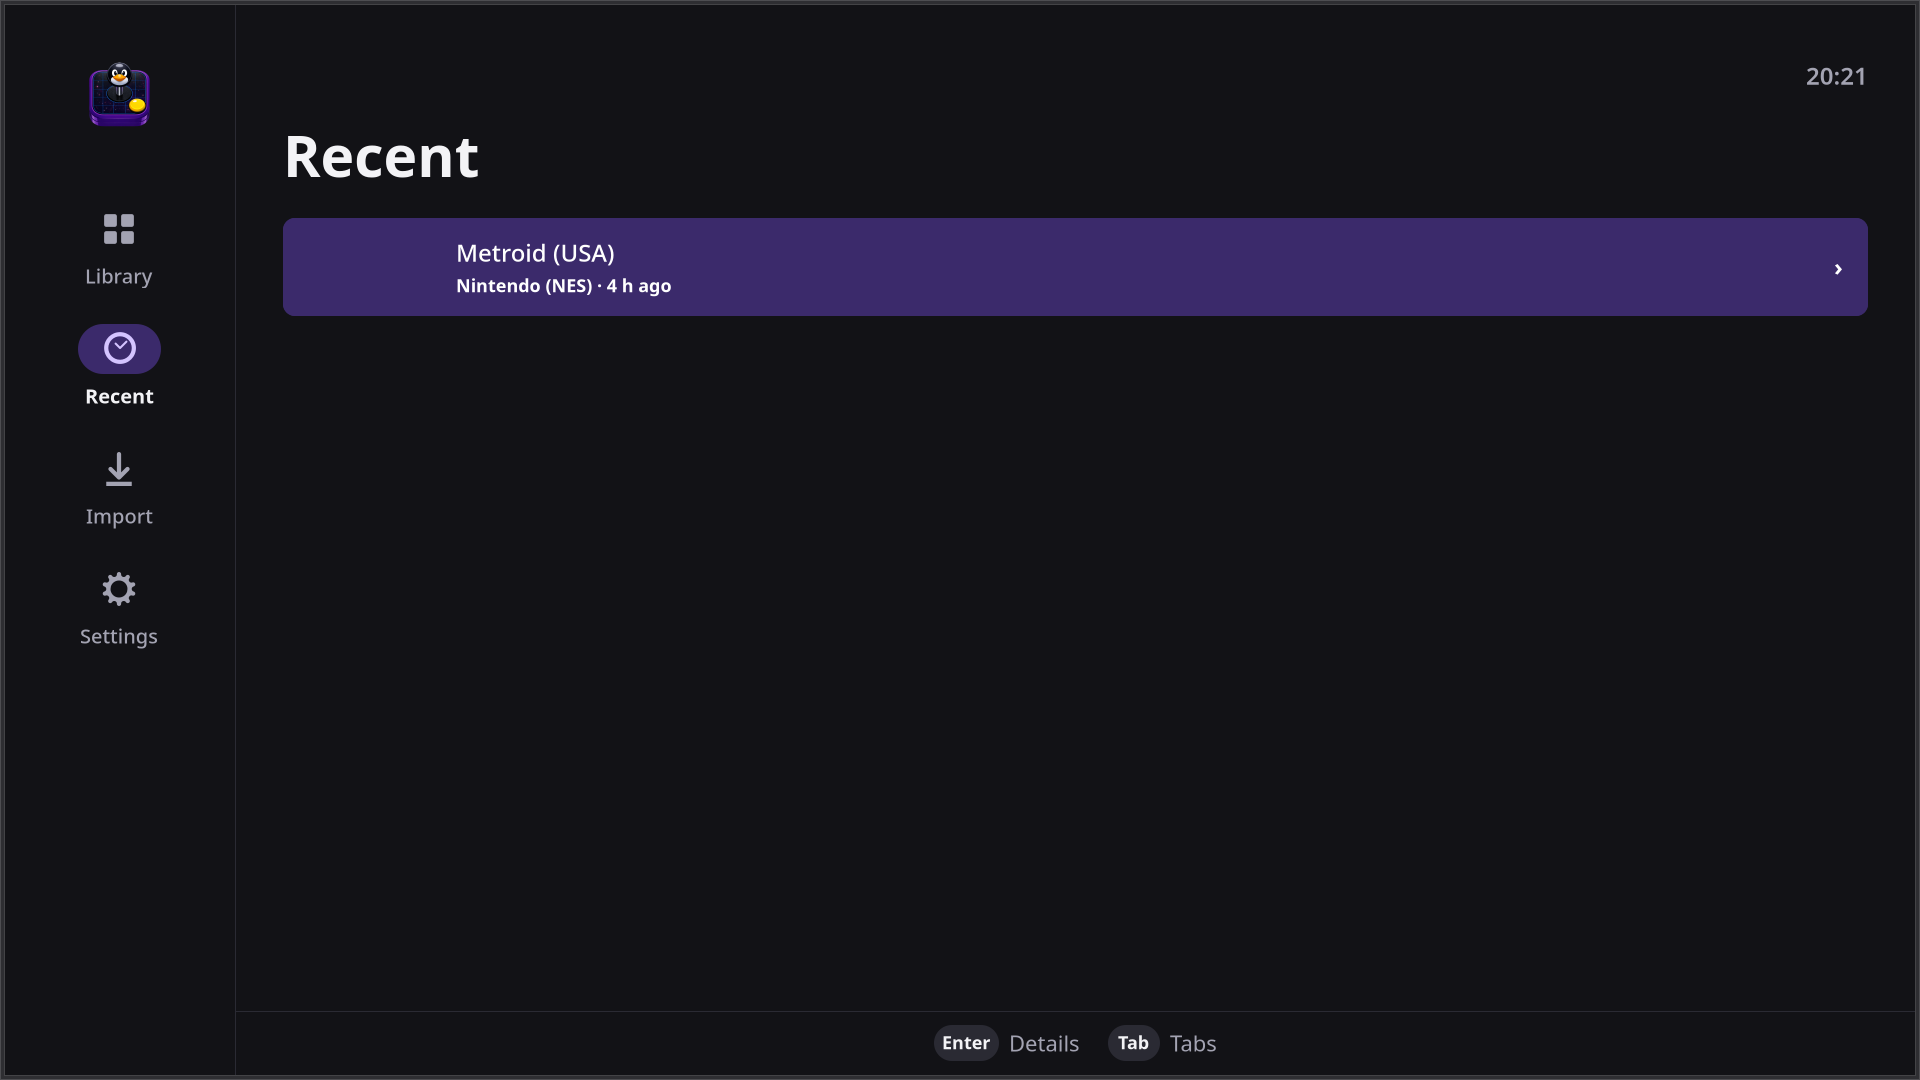 20:21
Recent
Metroid (USA)
Nintendo (NES) · 4 h ago
›
Library
Recent
Import
Settings
Enter Details Tab Tabs